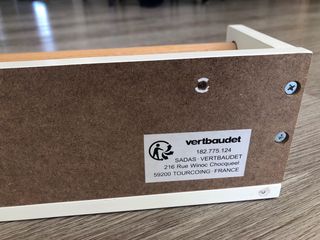 vertbaudet
182.775.124
SADAS - VERTBAUDET
216 Rue Winoc Chocqueel
59200 TOURCOING - FRANCE